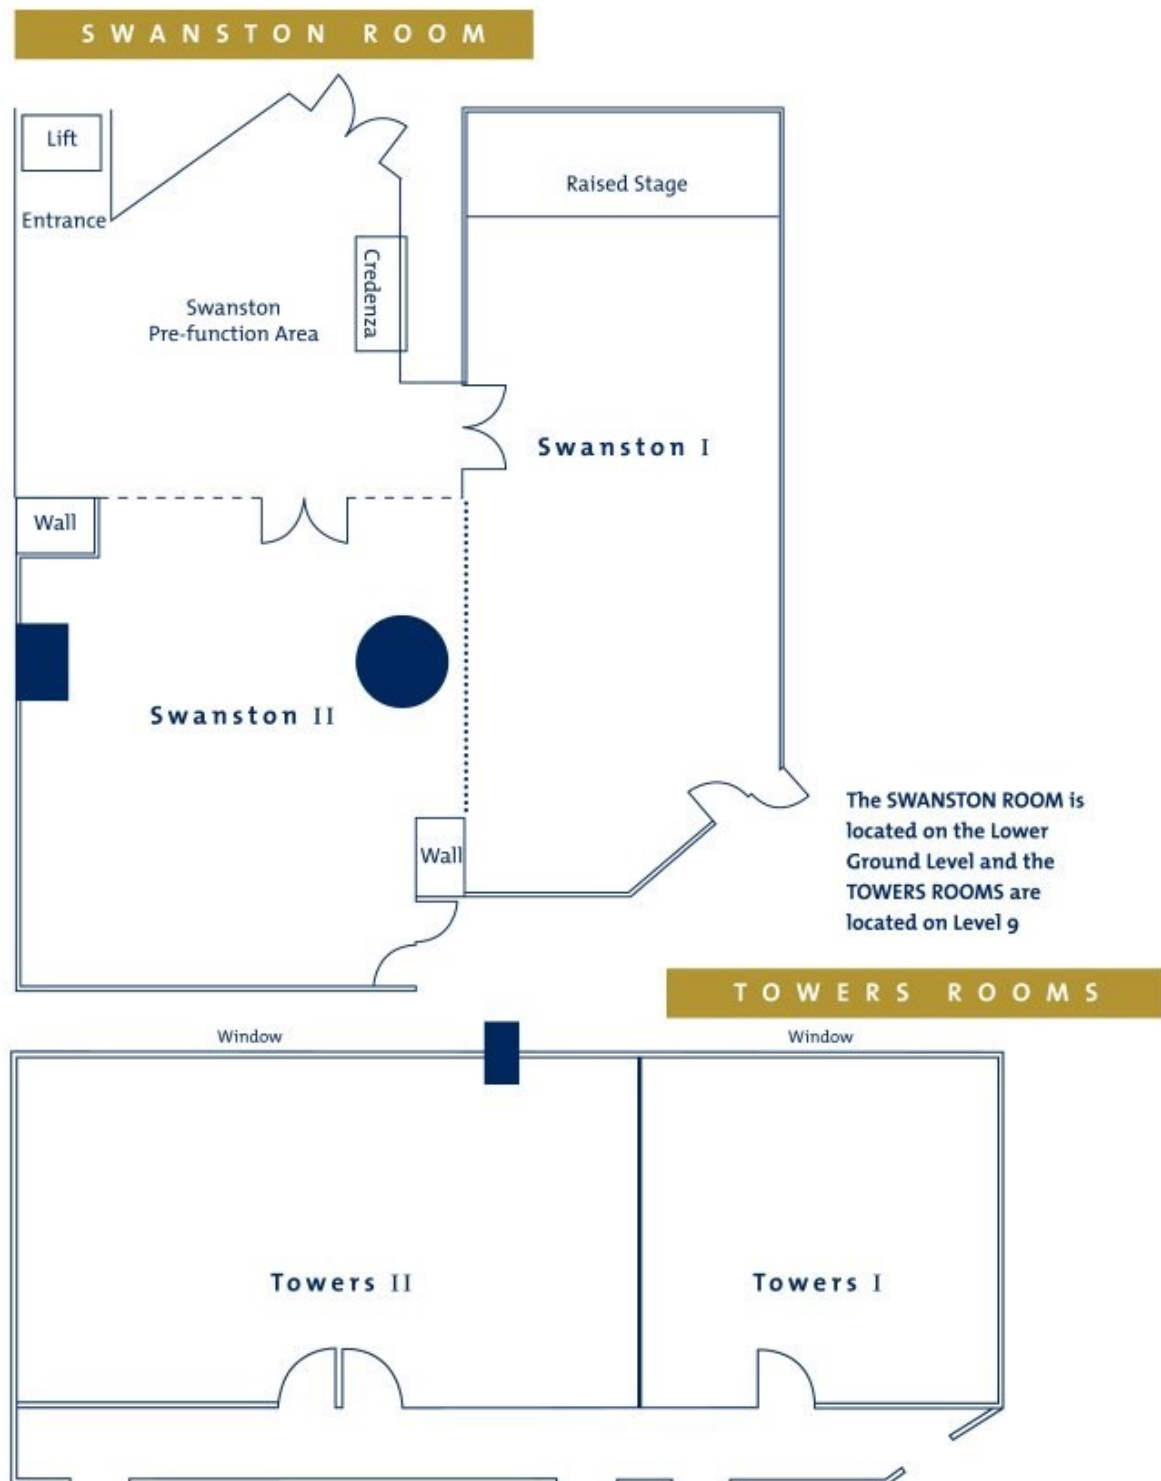 SWANSTON ROOM
Lift
Entrance
Raised Stage
Credenza
Swanston
Pre-function Area
Swanston I
Wall
Swanston II
Wall
The SWANSTON ROOM is
located on the Lower
Ground Level and the
TOWERS ROOMS are
located on Level 9
TOWERS ROOMS
Window
Window
Towers II
Towers I